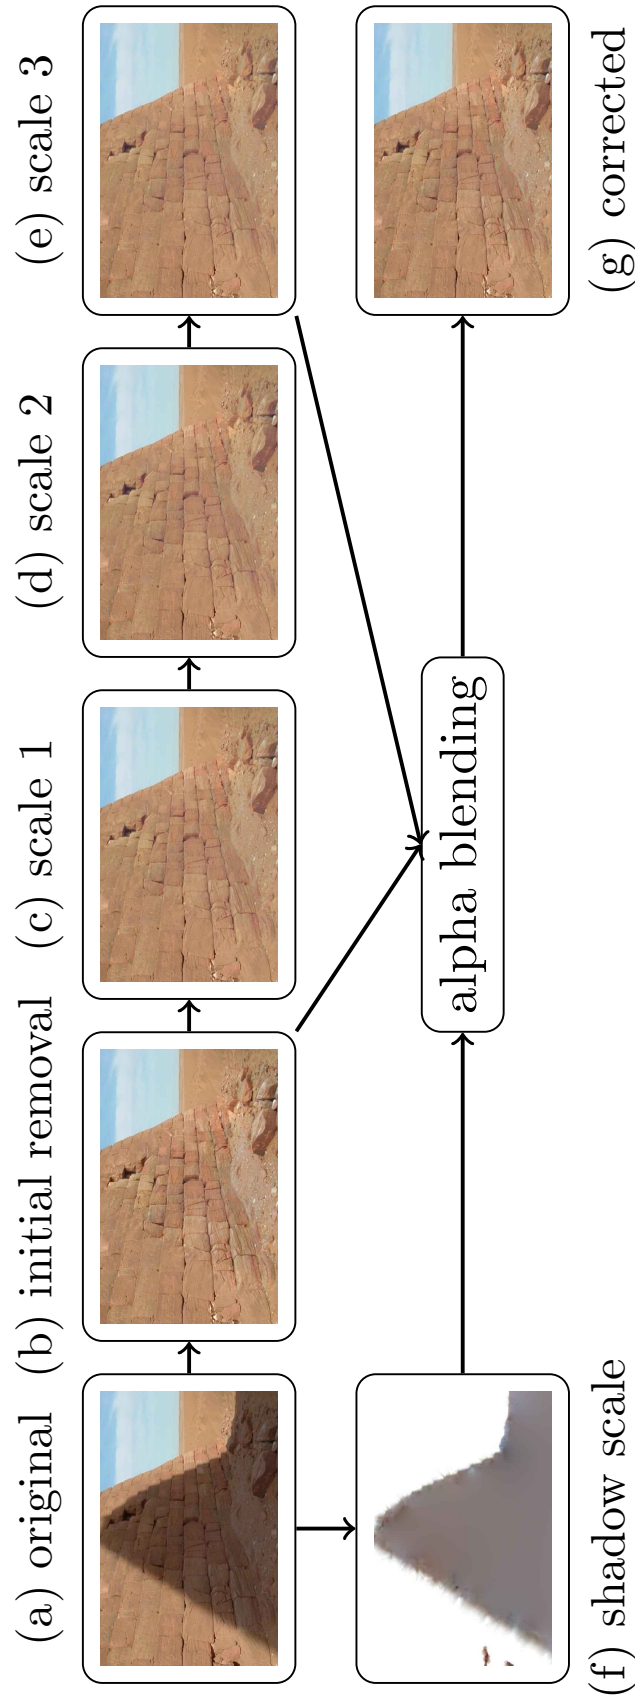 (a) original
(b) initial removal
(c) scale 1
(d) scale 2
(e) scale 3
alpha blending
(f) shadow scale
(g) corrected